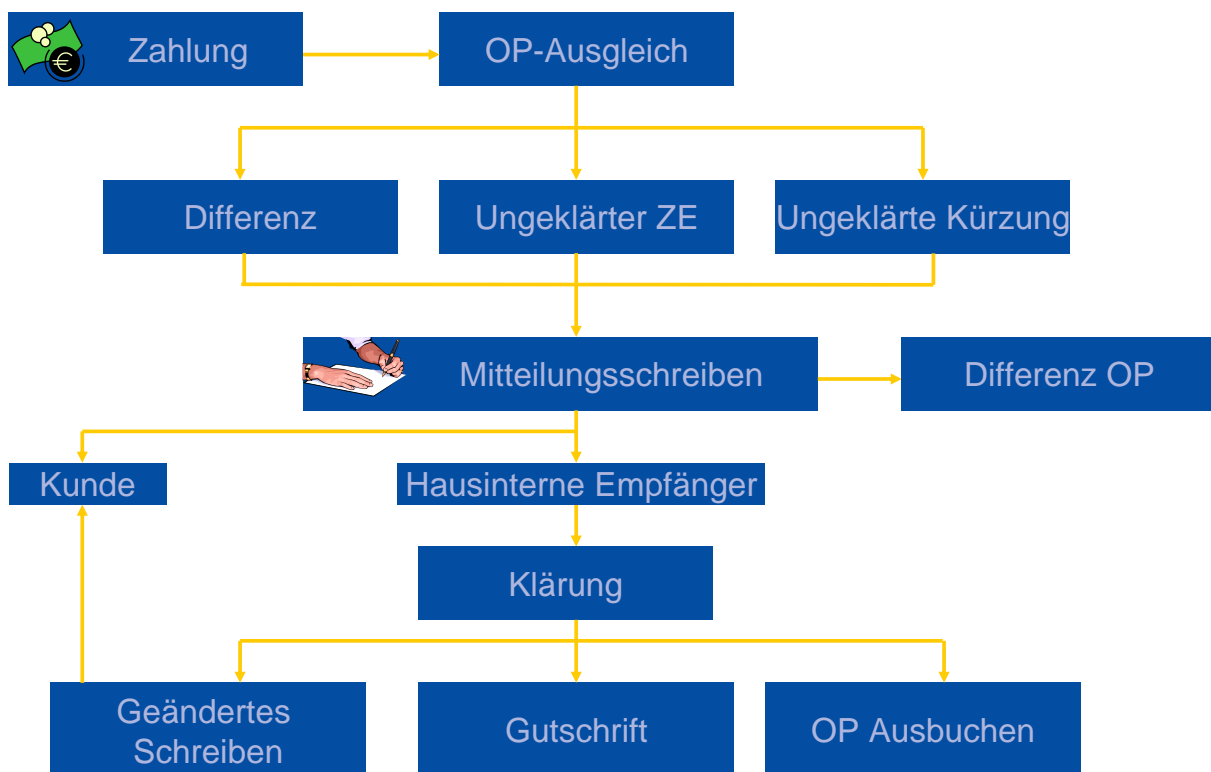 Zahlung
OP-Ausgleich
Differenz
Ungeklärter ZE
Ungeklärte Kürzung
Mitteilungsschreiben
Differenz OP
Kunde
Hausinterne Empfänger
Klärung
Geändertes
Schreiben
Gutschrift
OP Ausbuchen